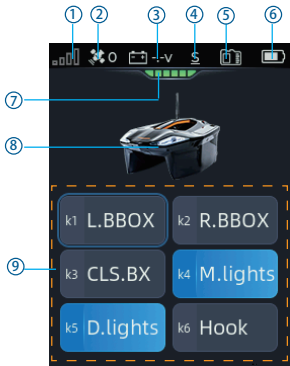 ① ② ③ ④ ⑤ ⑥
0 -.-v S
⑦
⑧
k1 L.BBOX k2 R.BBOX
⑨ k3 CLS.BX k4 M.lights
k5 D.lights k6 Hook